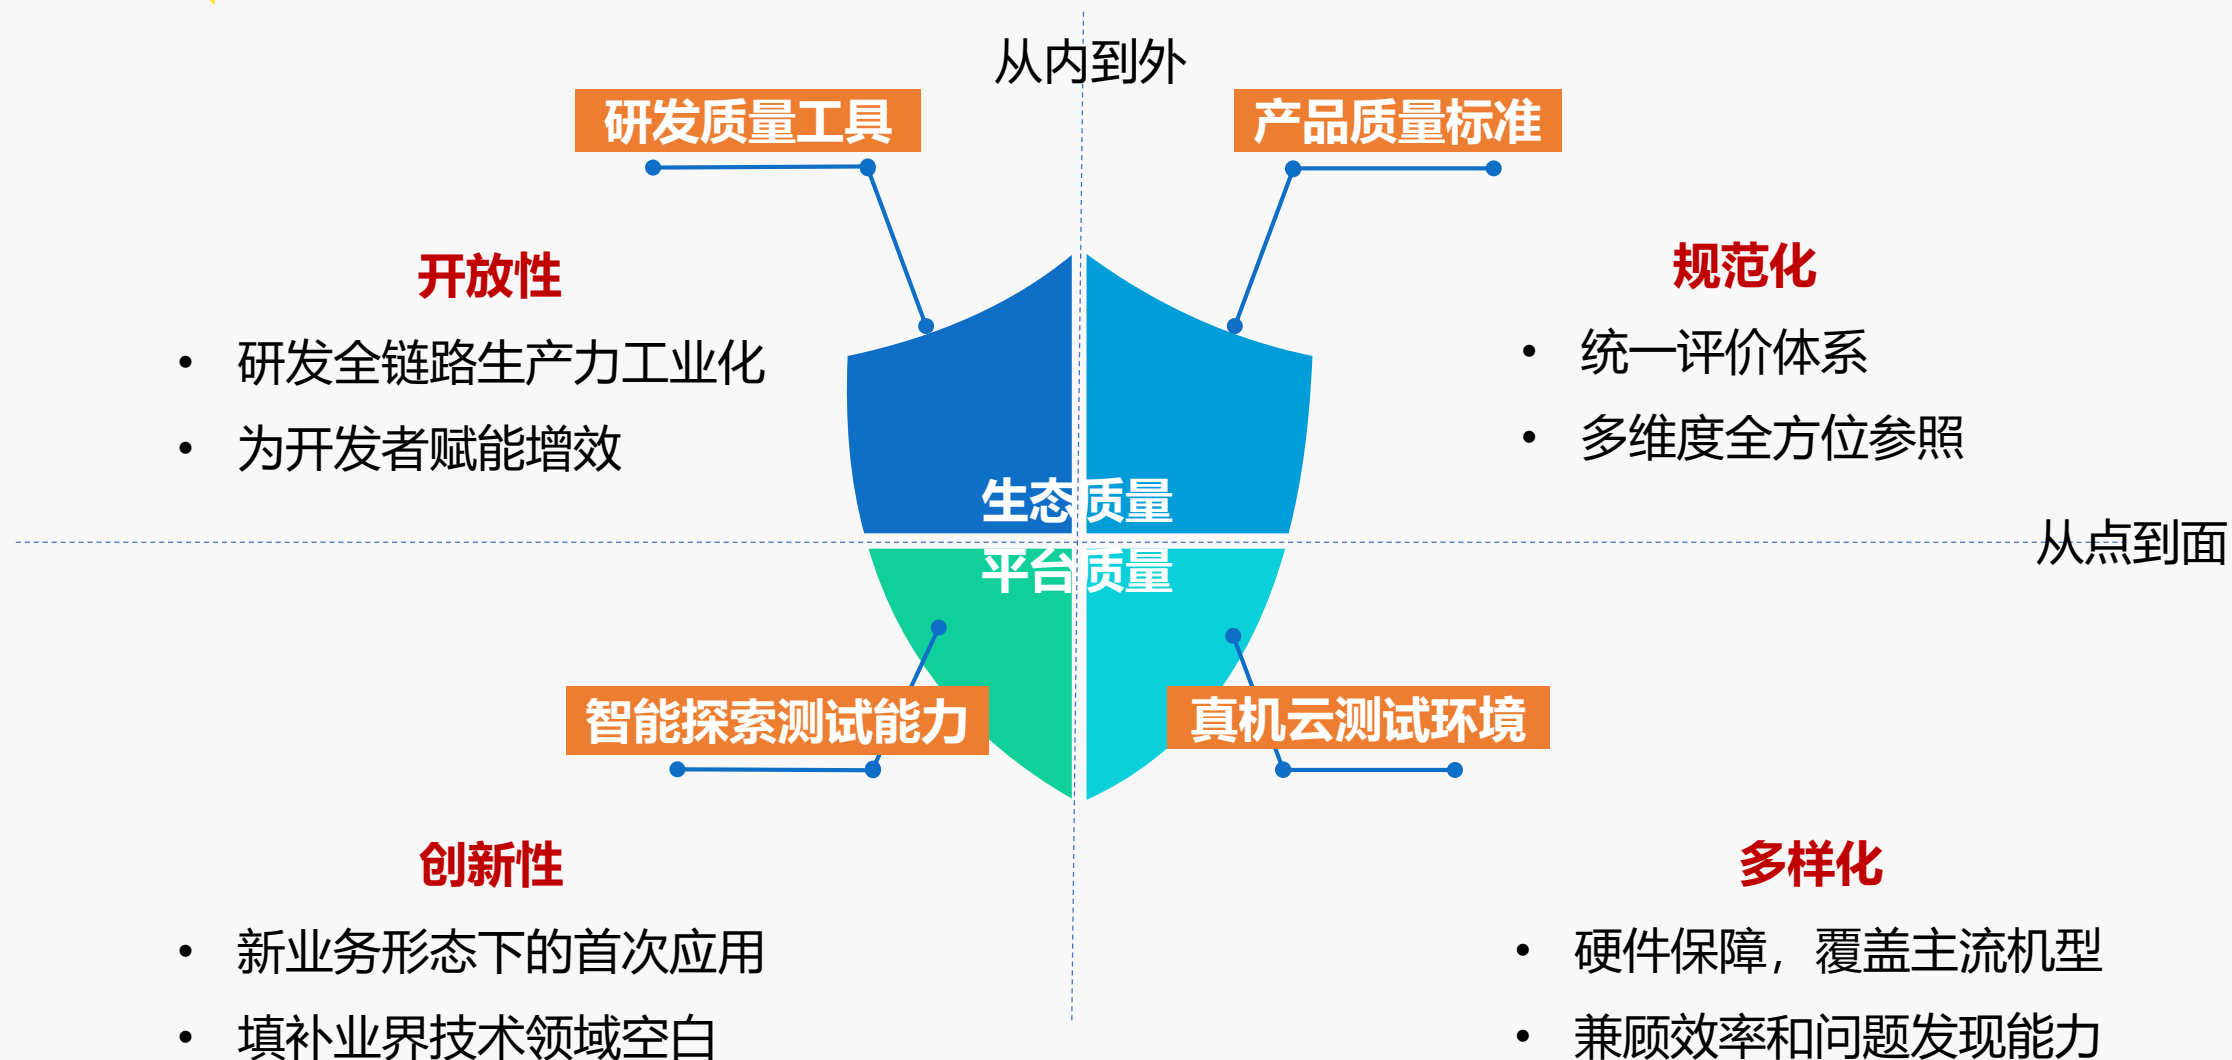 从内到外
研发质量工具
产品质量标准
开放性
• 研发全链路生产力工业化
• 为开发者赋能增效
规范化
• 统一评价体系
• 多维度全方位参照
生态质量
平台质量
从点到面
智能探索测试能力
真机云测试环境
创新性
• 新业务形态下的首次应用
• 填补业界技术领域空白
多样化
• 硬件保障，覆盖主流机型
• 兼顾效率和问题发现能力